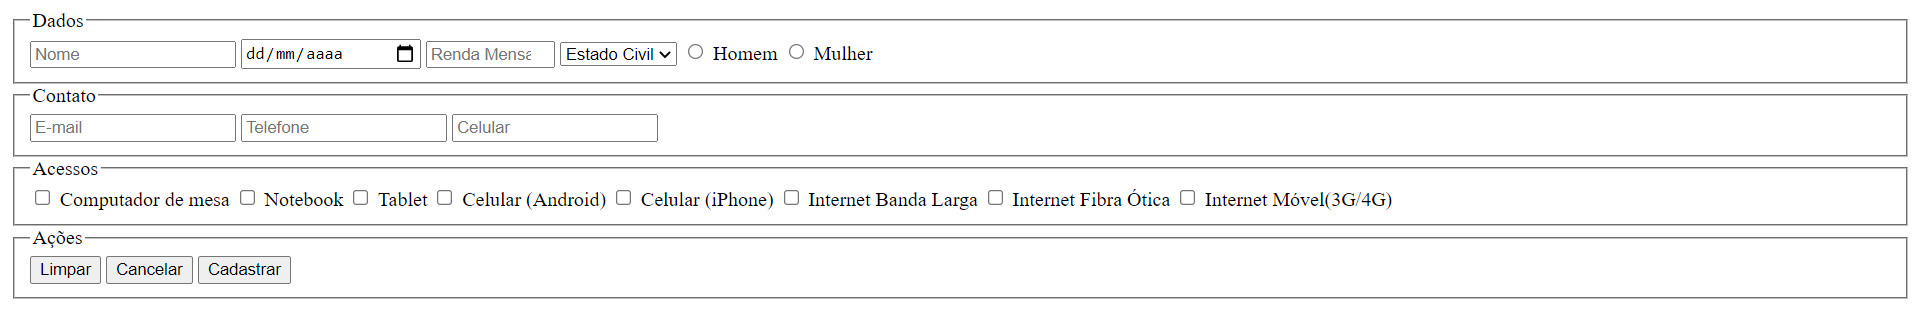 Dados
Nome dd/mm/aaaa Renda Mensa Estado Civil Homem Mulher
Contato
E-mail Telefone Celular
Acessos
Computador de mesa Notebook Tablet Celular (Android) Celular (iPhone) Internet Banda Larga Internet Fibra Ótica Internet Móvel(3G/4G)
Ações
Limpar Cancelar Cadastrar